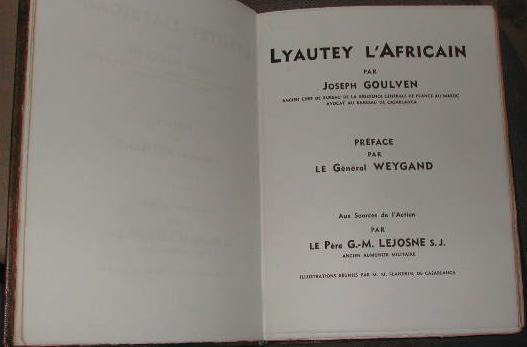 LYAUTEY L'AFRICAIN
PAR
JOSEPH GOULVEN
ANCIEN CHEF DE BUREAU DE LA RÉSIDENCE GÉNÉRALE DE FRANCE AU MAROC
AVOCAT AU BARREAU DE CASABLANCA
PRÉFACE
PAR
LE Général WEYGAND
Aux Sources de l'Action
PAR
LE Père G.-M. LEJOSNE S. J.
ANCIEN AUMONIER MILITAIRE
ILLUSTRATIONS RÉUNIES PAR M. M. FLANDRIN, DE CASABLANCA